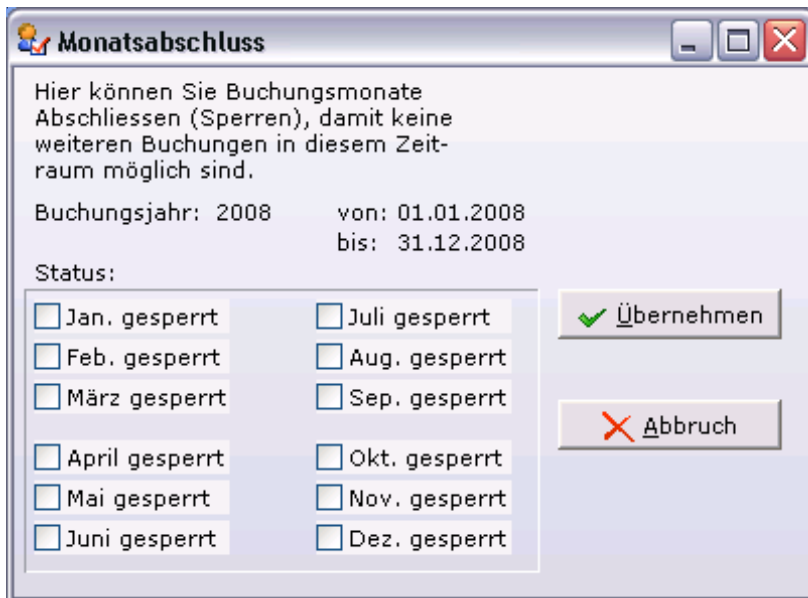 Monatsabschluss
Hier können Sie Buchungsmonate
Abschliessen (Sperren), damit keine
weiteren Buchungen in diesem Zeit-
raum möglich sind.
Buchungsjahr: 2008 von: 01.01.2008
bis: 31.12.2008
Status:
Jan. gesperrt Juli gesperrt Übernehmen
Feb. gesperrt Aug. gesperrt
März gesperrt Sep. gesperrt
Abbruch
April gesperrt Okt. gesperrt
Mai gesperrt Nov. gesperrt
Juni gesperrt Dez. gesperrt